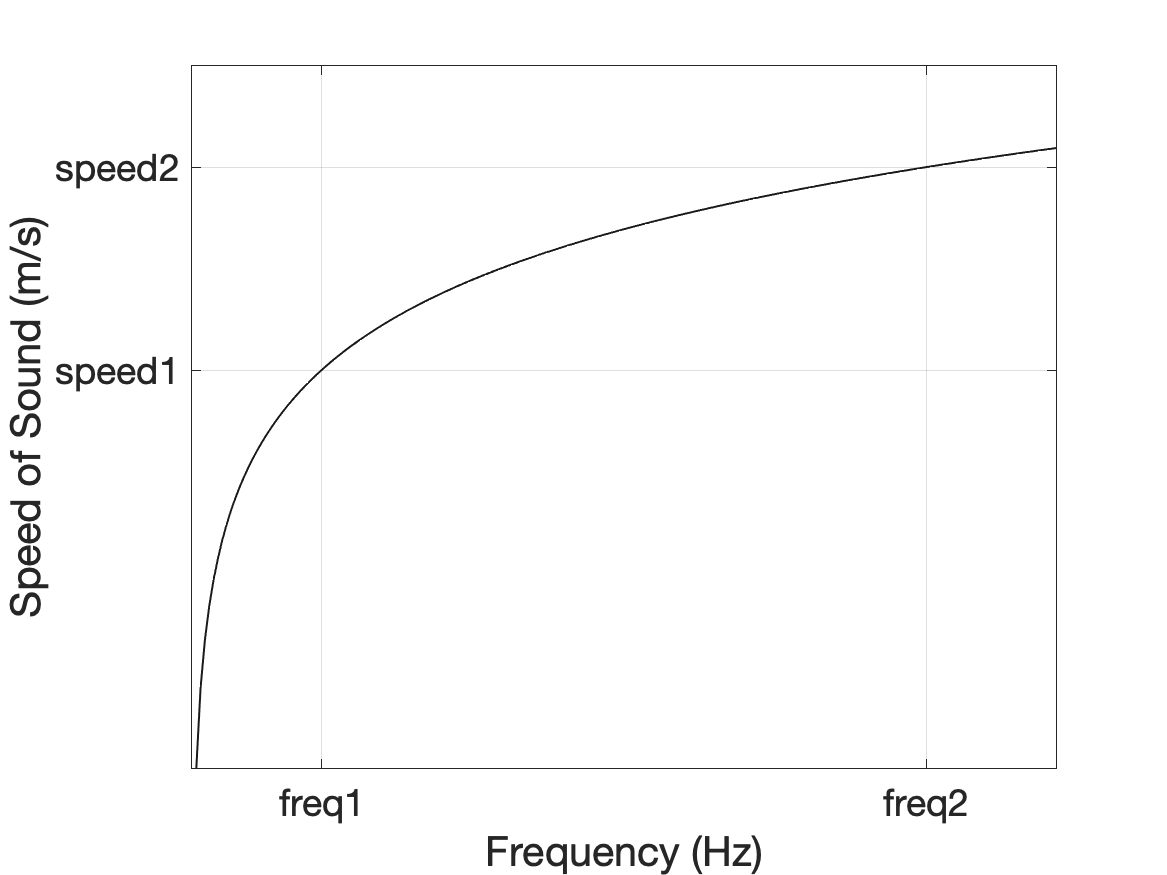 speed2
speed1
Speed of Sound (m/s)
freq1
freq2
Frequency (Hz)